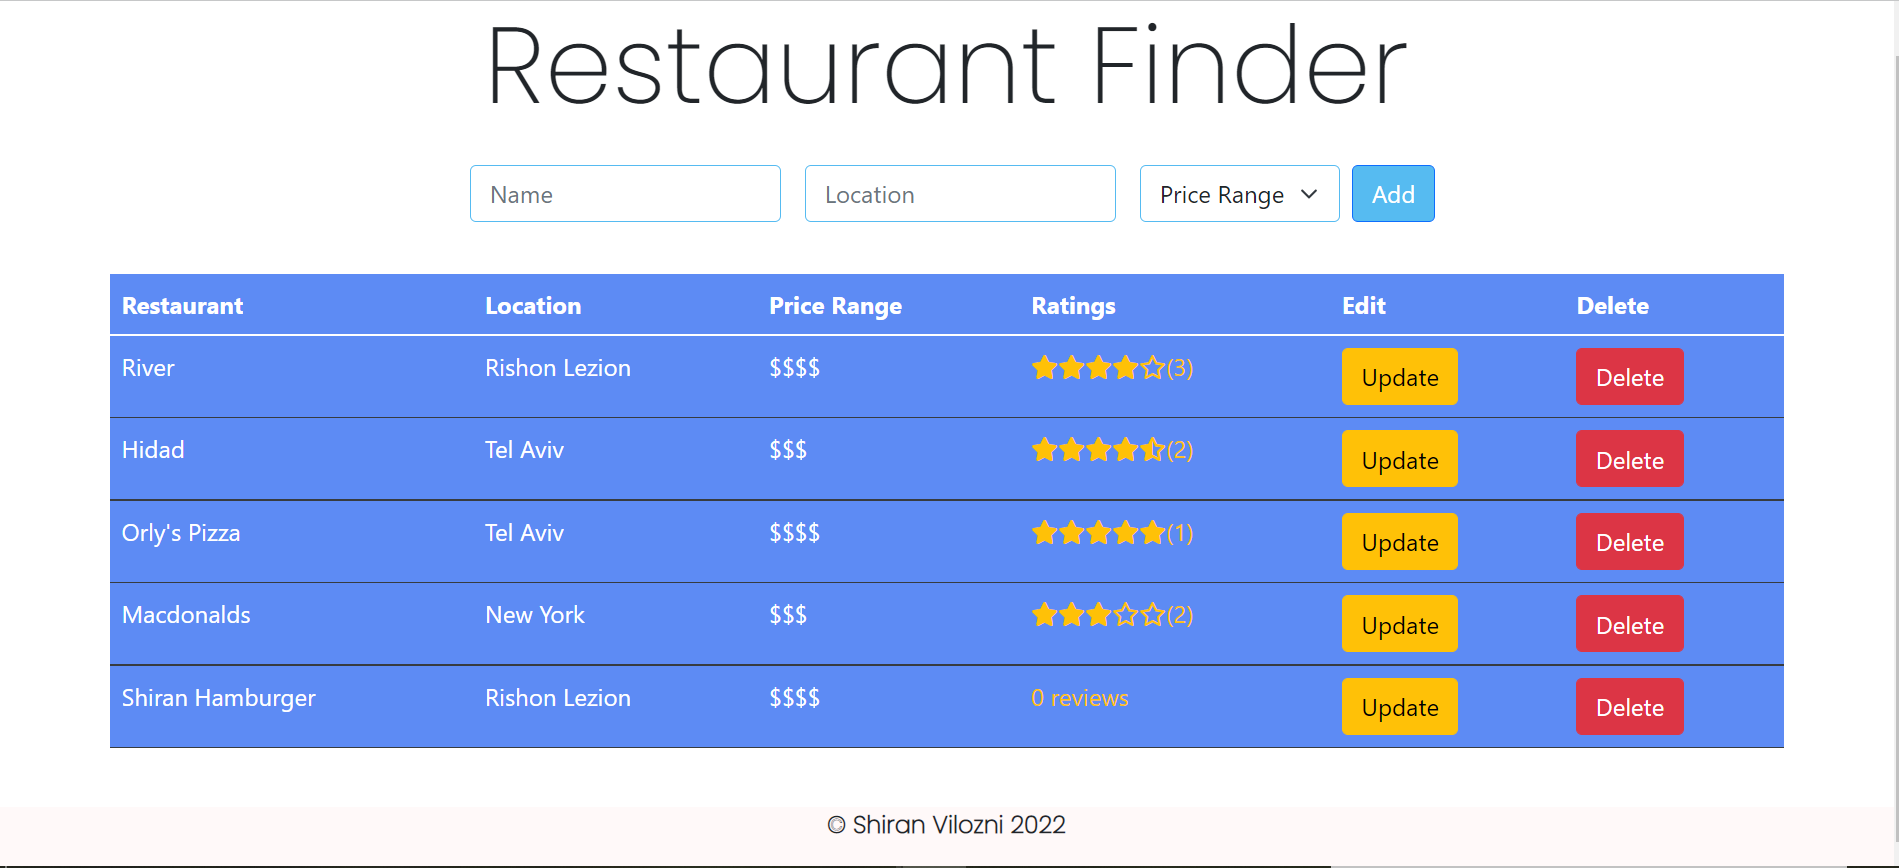 Restaurant Finder
Name Location Price Range Add
Restaurant Location Price Range Ratings Edit Delete
River Rishon Lezion $$$$ (3) Update Delete
Hidad Tel Aviv $$$ (2) Update Delete
Orly's Pizza Tel Aviv $$$$ (1) Update Delete
Macdonalds New York $$$ (2) Update Delete
Shiran Hamburger Rishon Lezion $$$$ 0 reviews Update Delete
© Shiran Vilozni 2022